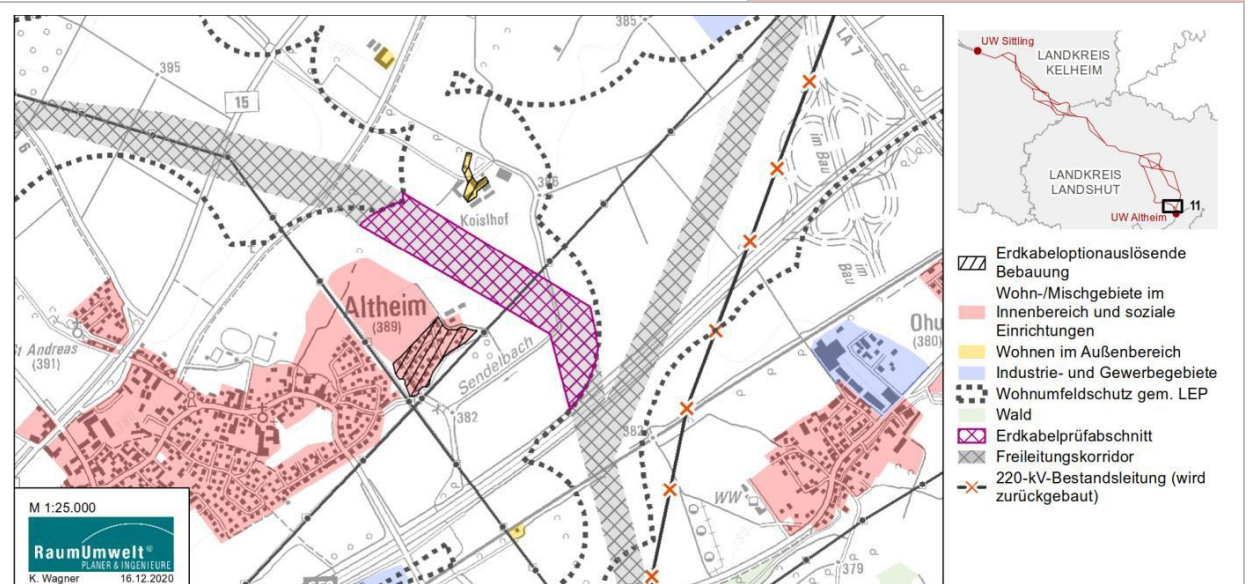 385
LA 7
395
15
6
im Bau
386
Koislhof
im
Bau
Altheim
(389)
St Andreas
(391)
Sendelbach
382
382
Ohu
(380)
WW
379
M 1:25.000
RaumUmwelt®
PLANER & INGENIEURE
K. Wagner 16.12.2020
UW Sittling
LANDKREIS
KELHEIM
LANDKREIS
LANDSHUT
11
UW Altheim
Erdkabeloptionauslösende
Bebauung
Wohn-/Mischgebiete im
Innenbereich und soziale
Einrichtungen
Wohnen im Außenbereich
Industrie- und Gewerbegebiete
Wohnumfeldschutz gem. LEP
Wald
Erdkabelprüfabschnitt
Freileitungskorridor
220-kV-Bestandsleitung (wird
zurückgebaut)